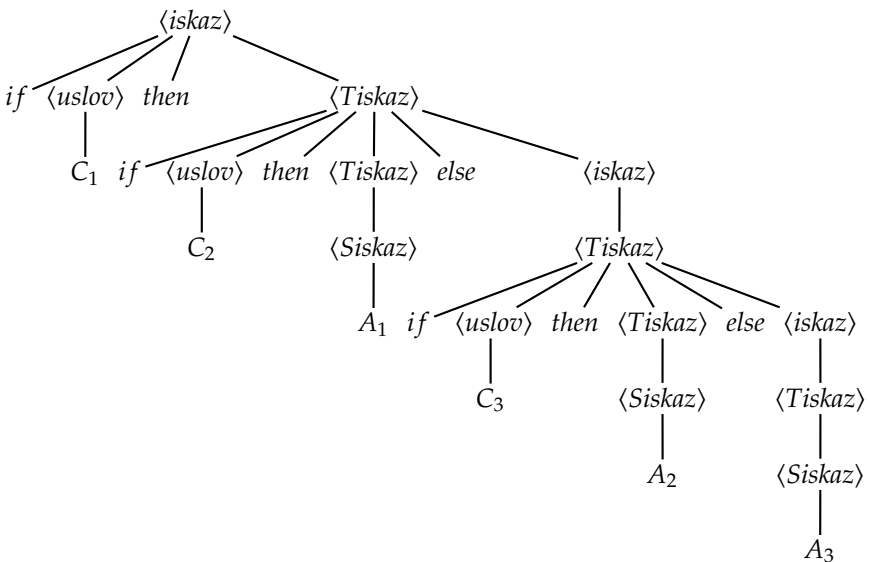 ⟨iskaz⟩
if ⟨uslov⟩ then ⟨Tiskaz⟩
C₁ if ⟨uslov⟩ then ⟨Tiskaz⟩ else ⟨iskaz⟩
C₂ ⟨Siskaz⟩ ⟨Tiskaz⟩
A₁ if ⟨uslov⟩ then ⟨Tiskaz⟩ else ⟨iskaz⟩
C₃ ⟨Siskaz⟩ ⟨Tiskaz⟩
A₂ ⟨Siskaz⟩
A₃